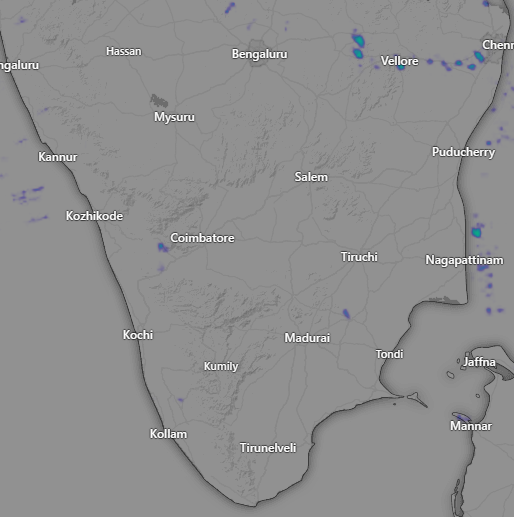 Chenn
Hassan
Bengaluru
ngaluru
Vellore
Mysuru
Kannur
Puducherry
Salem
Kozhikode
Coimbatore
Tiruchi
Nagapattinam
Kochi
Madurai
Tondi
Kumily
Jaffna
Mannar
Kollam
Tirunelveli